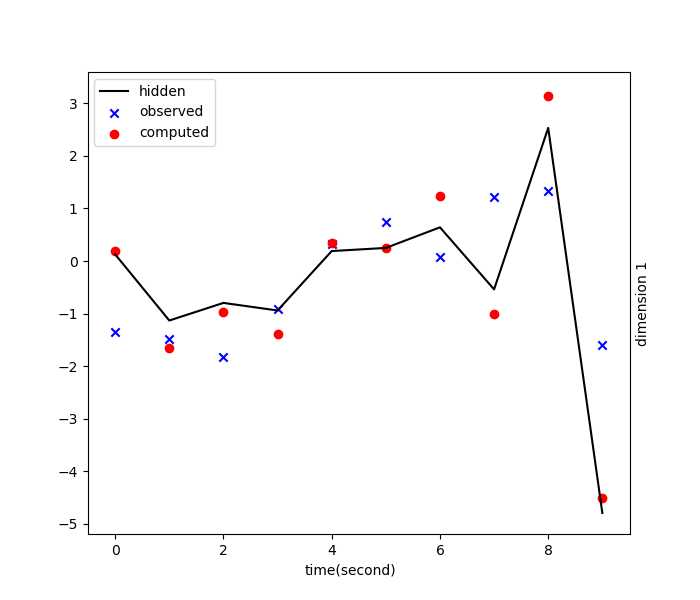 hidden
observed
computed
3
2
1
0
−1
−2
−3
−4
−5
0 2 4 6 8
time(second)
dimension 1